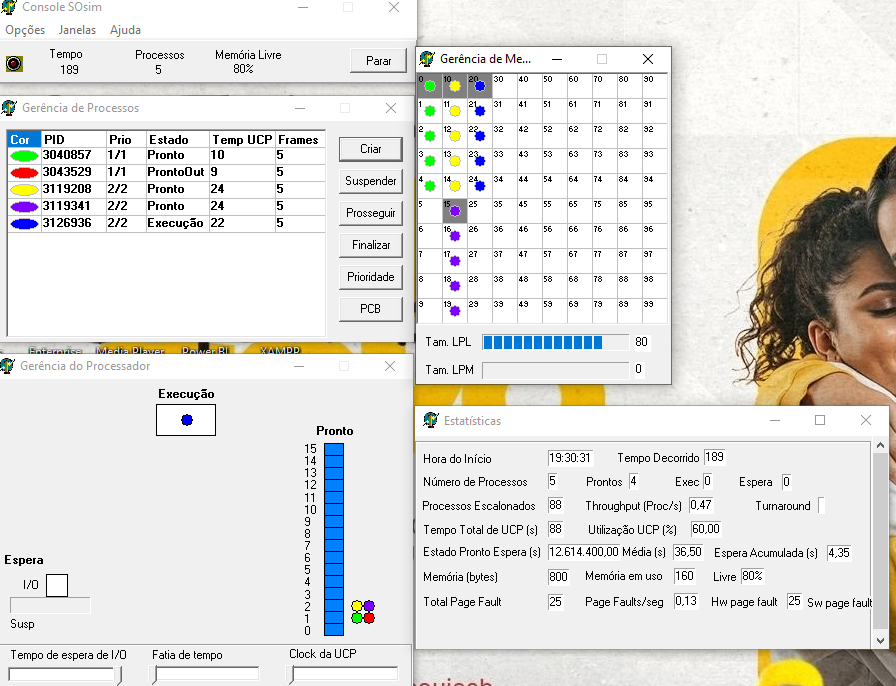 Console SOsim
Opções Janelas Ajuda
Tempo Processos Memória Livre
189 5 80%
Parar
Gerência de Processos
Cor PID Prio Estado Temp UCP Frames
3040857 1/1 Pronto 10 5
3043529 1/1 ProntoOut 9 5
3119208 2/2 Pronto 24 5
3119341 2/2 Pronto 24 5
3126936 2/2 Execução 22 5
Criar
Suspender
Prosseguir
Finalizar
Prioridade
PCB
Enterprise Media Player Power BI XAMPP
Gerência do Processador
Execução
Pronto
15
14
13
12
11
10
9
8
7
6
5
4
3
2
1
0
Espera
I/O
Susp
Tempo de espera de I/O Fatia de tempo Clock da UCP
Gerência de Me...
0 10 20 30 40 50 60 70 80 90
1 11 21 31 41 51 61 71 81 91
2 12 22 32 42 52 62 72 82 92
3 13 23 33 43 53 63 73 83 93
4 14 24 34 44 54 64 74 84 94
5 15 25 35 45 55 65 75 85 95
6 16 26 36 46 56 66 76 86 96
7 17 27 37 47 57 67 77 87 97
8 18 28 38 48 58 68 78 88 98
9 19 29 39 49 59 69 79 89 99
Tam. LPL 80
Tam. LPM 0
Estatísticas
Hora do Início 19:30:31 Tempo Decorrido 189
Número de Processos 5 Prontos 4 Exec 0 Espera 0
Processos Escalonados 88 Throughput (Proc/s) 0,47 Turnaround
Tempo Total de UCP (s) 88 Utilização UCP (%) 60,00
Estado Pronto Espera (s) 12.614.400,00 Média (s) 36,50 Espera Acumulada (s) 4,35
Memória (bytes) 800 Memória em uso 160 Livre 80%
Total Page Fault 25 Page Faults/seg 0,13 Hw page fault 25 Sw page fault